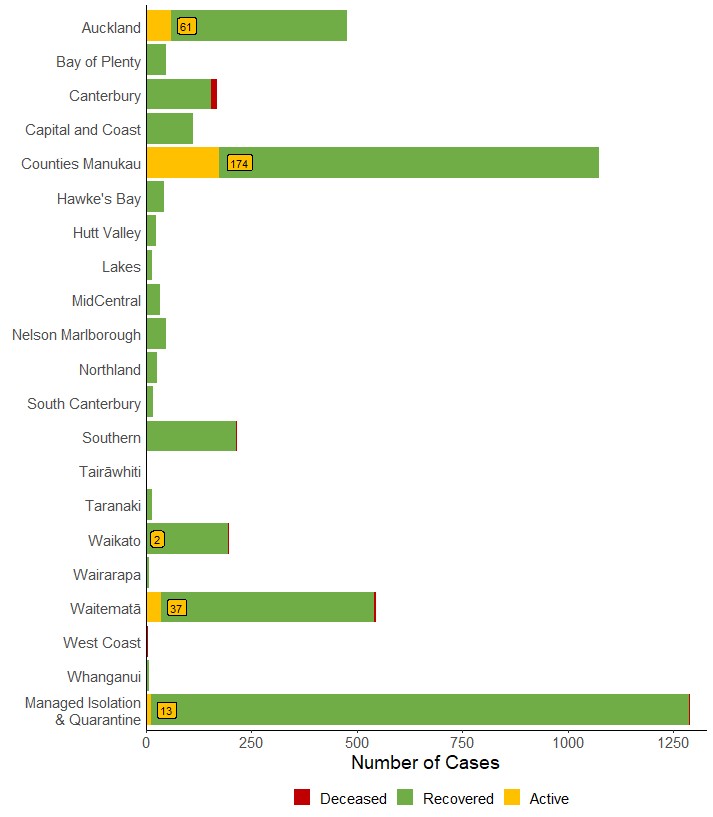 Auckland
61
Bay of Plenty
Canterbury
Capital and Coast
Counties Manukau
174
Hawke's Bay
Hutt Valley
Lakes
MidCentral
Nelson Marlborough
Northland
South Canterbury
Southern
Tairāwhiti
Taranaki
Waikato
2
Wairarapa
Waitematā
37
West Coast
Whanganui
Managed Isolation
& Quarantine
13
0 250 500 750 1000 1250
Number of Cases
Deceased Recovered Active